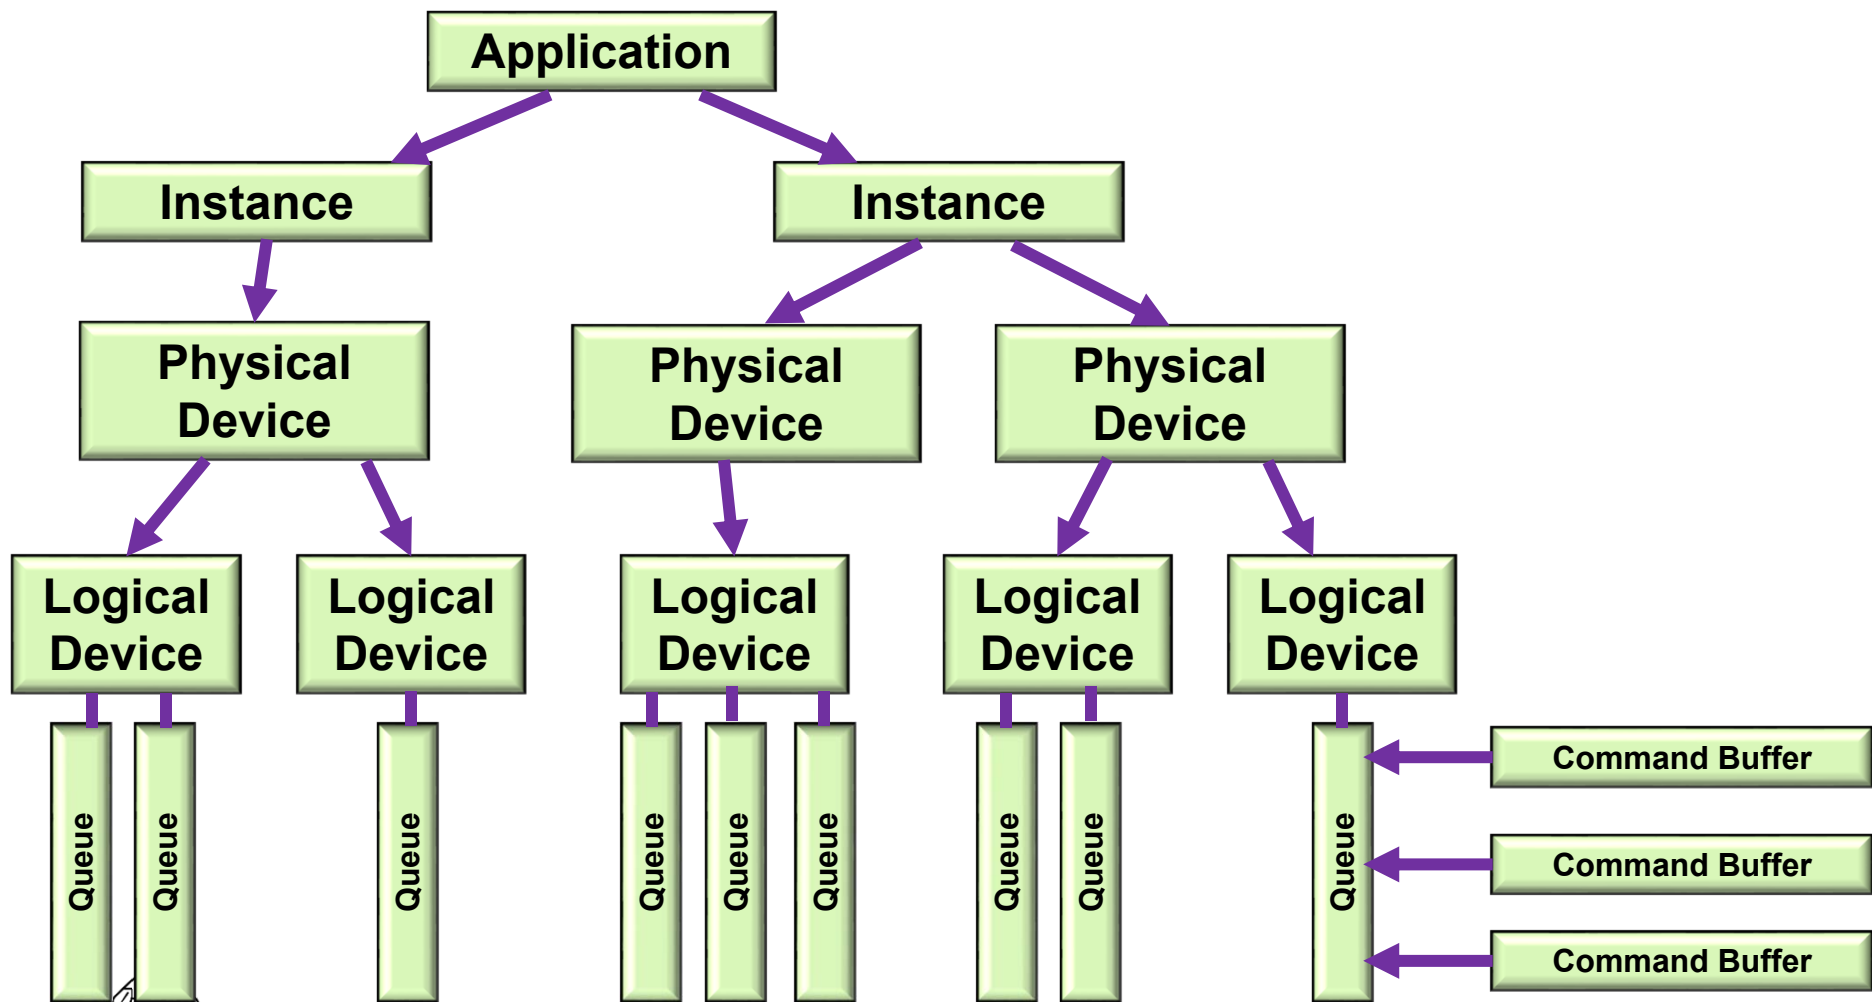 Application
Instance
Instance
Physical
Device
Physical
Device
Physical
Device
Logical
Device
Logical
Device
Logical
Device
Logical
Device
Logical
Device
Queue
Queue
Queue
Queue
Queue
Queue
Queue
Queue
Queue
Command Buffer
Command Buffer
Command Buffer